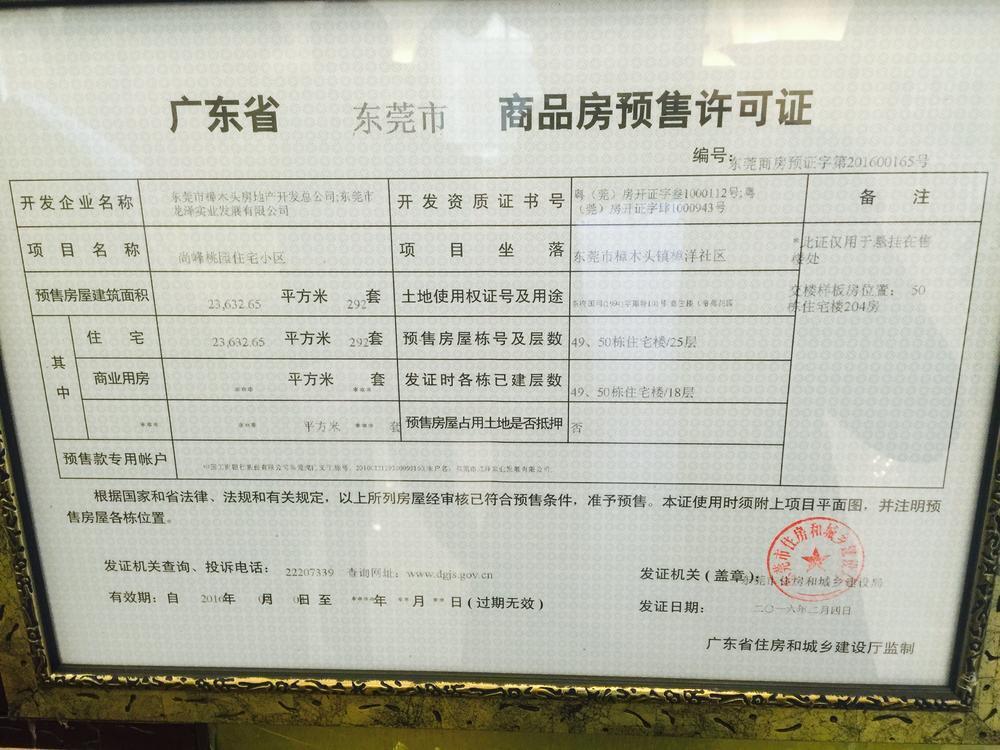 广东省 东莞市 商品房预售许可证
编号:东莞商房预证字第201600165号
开发企业名称 东莞市樟木头房地产开发总公司;东莞市龙泽实业发展有限公司
开发资质证书号 粤（莞）房开证字叁1000112号;粤（莞）房开证字肆1000943号
备 注
项目名称 尚峰桃园住宅小区
项目坐落 东莞市樟木头镇樟洋社区
*此证仅用于悬挂在售楼处
交楼样板房位置： 50栋住宅楼204房
预售房屋建筑面积 23,632.65 平方米 292套
土地使用权证号及用途
其中
住宅 23,632.65 平方米 292套
预售房屋栋号及层数 49、50栋住宅楼/25层
商业用房 *** 平方米 ***套
发证时各栋已建层数 49、50栋住宅楼/18层
*** *** 平方米 *** 套
预售房屋占用土地是否抵押 否
预售款专用帐户
根据国家和省法律、法规和有关规定，以上所列房屋经审核已符合预售条件，准予预售。本证使用时须附上项目平面图，并注明预
售房屋各栋位置。
发证机关查询、投诉电话： 22207339 查询网址：www.dgjs.gov.cn
发证机关(盖章):东莞市住房和城乡建设局
有效期：自 2016年 月 日至 ****年 **月 **日(过期无效)
发证日期： 二〇一六年二月四日
广东省住房和城乡建设厅监制